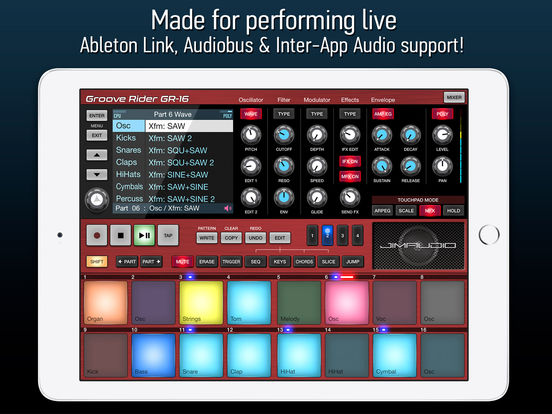 Made for performing live
Ableton Link, Audiobus & Inter-App Audio support!
Groove Rider GR-16
Oscillator Filter Modulator Effects Envelope
MIXER
ENTER
MENU
EXIT
CPU Part 6 Wave POLY
Osc Xfm: SAW
Kicks Xfm: SAW 2
Snares Xfm: SQU+SAW
Claps Xfm: SQU+SAW 2
HiHats Xfm: SINE+SAW
Cymbals Xfm: SAW+SINE
Percus Xfm: SAW+SINE 2
Part 06 : Osc / Xfm: SAW
WAVE TYPE TYPE TYPE AMP EG POLY
PITCH CUTOFF DEPTH IFX EDIT ATTACK DECAY LEVEL
IFX ON
MFX ON
EDIT 1 RESO SPEED SUSTAIN RELEASE PAN
EDIT 2 ENV GLIDE SEND FX
TOUCHPAD MODE
ARPEG SCALE MFX HOLD
PATTERN CLEAR REDO
TAP WRITE COPY UNDO EDIT 1 2 3 4
JIMAUDIO
SHIFT PART PART MUTE ERASE TRIGGER SEQ KEYS CHORDS SLICE JUMP
1 2 3 4 5 6 7 8
Organ Osc Strings Tom Melody Osc Voc Osc
9 10 11 12 13 14 15 16
Kick Bass Snare Clap HiHat HiHat Cymbal Osc